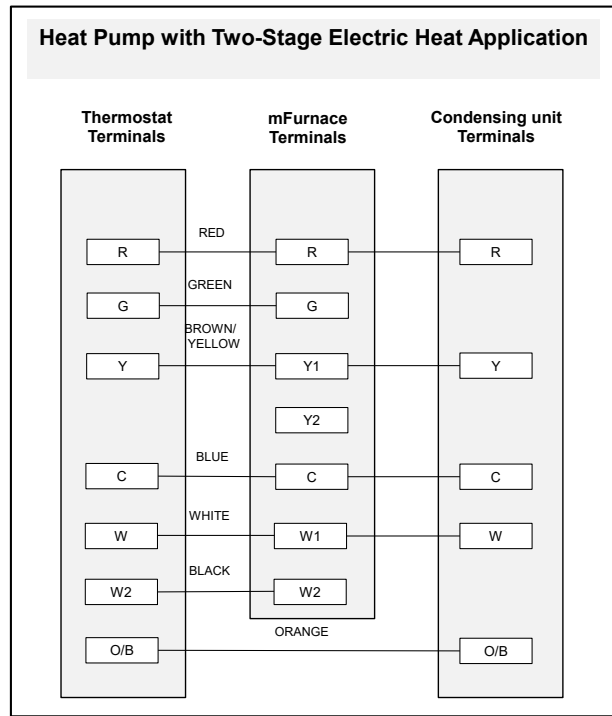 Heat Pump with Two-Stage Electric Heat Application
Thermostat
Terminals
mFurnace
Terminals
Condensing unit
Terminals
RED
R
R
R
GREEN
G
G
BROWN/
YELLOW
Y
Y1
Y
Y2
BLUE
C
C
C
WHITE
W
W1
W
BLACK
W2
W2
ORANGE
O/B
O/B